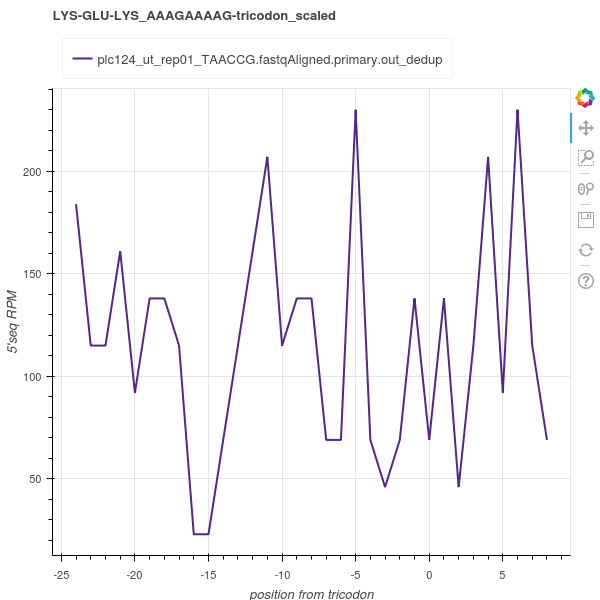 LYS-GLU-LYS_AAAGAAAAG-tricodon_scaled
plc124_ut_rep01_TAACCG.fastqAligned.primary.out_dedup
200
150
100
50
5'seq RPM
-25 -20 -15 -10 -5 0 5
position from tricodon